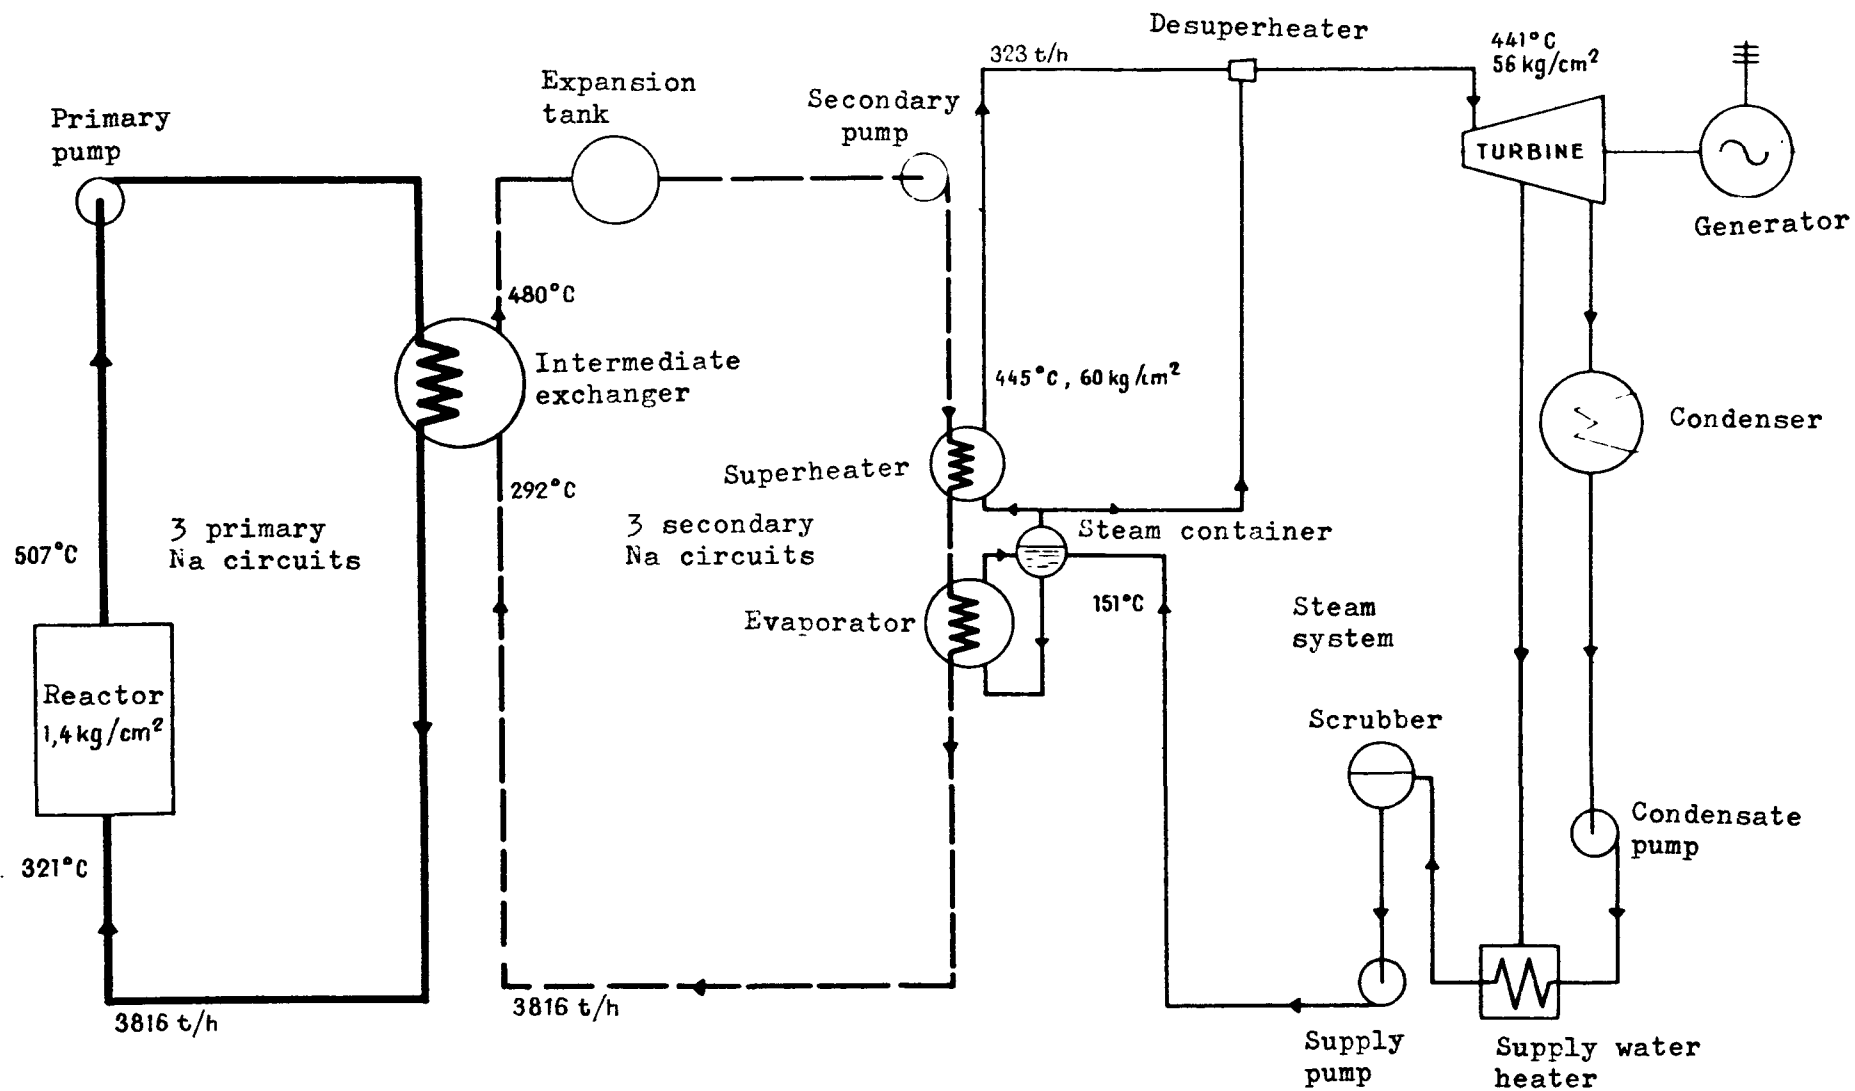 Primary
pump
Expansion
tank
Secondary
pump
323 t/h
Desuperheater
441°C
56 kg/cm²
TURBINE
Generator
480°C
Intermediate
exchanger
445°C, 60 kg/cm²
Condenser
Superheater
292°C
3 primary
Na circuits
507°C
3 secondary
Na circuits
Steam container
Evaporator
151°C
Steam
system
Reactor
1,4 kg/cm²
Scrubber
321°C
Condensate
pump
3816 t/h
3816 t/h
Supply
pump
Supply water
heater